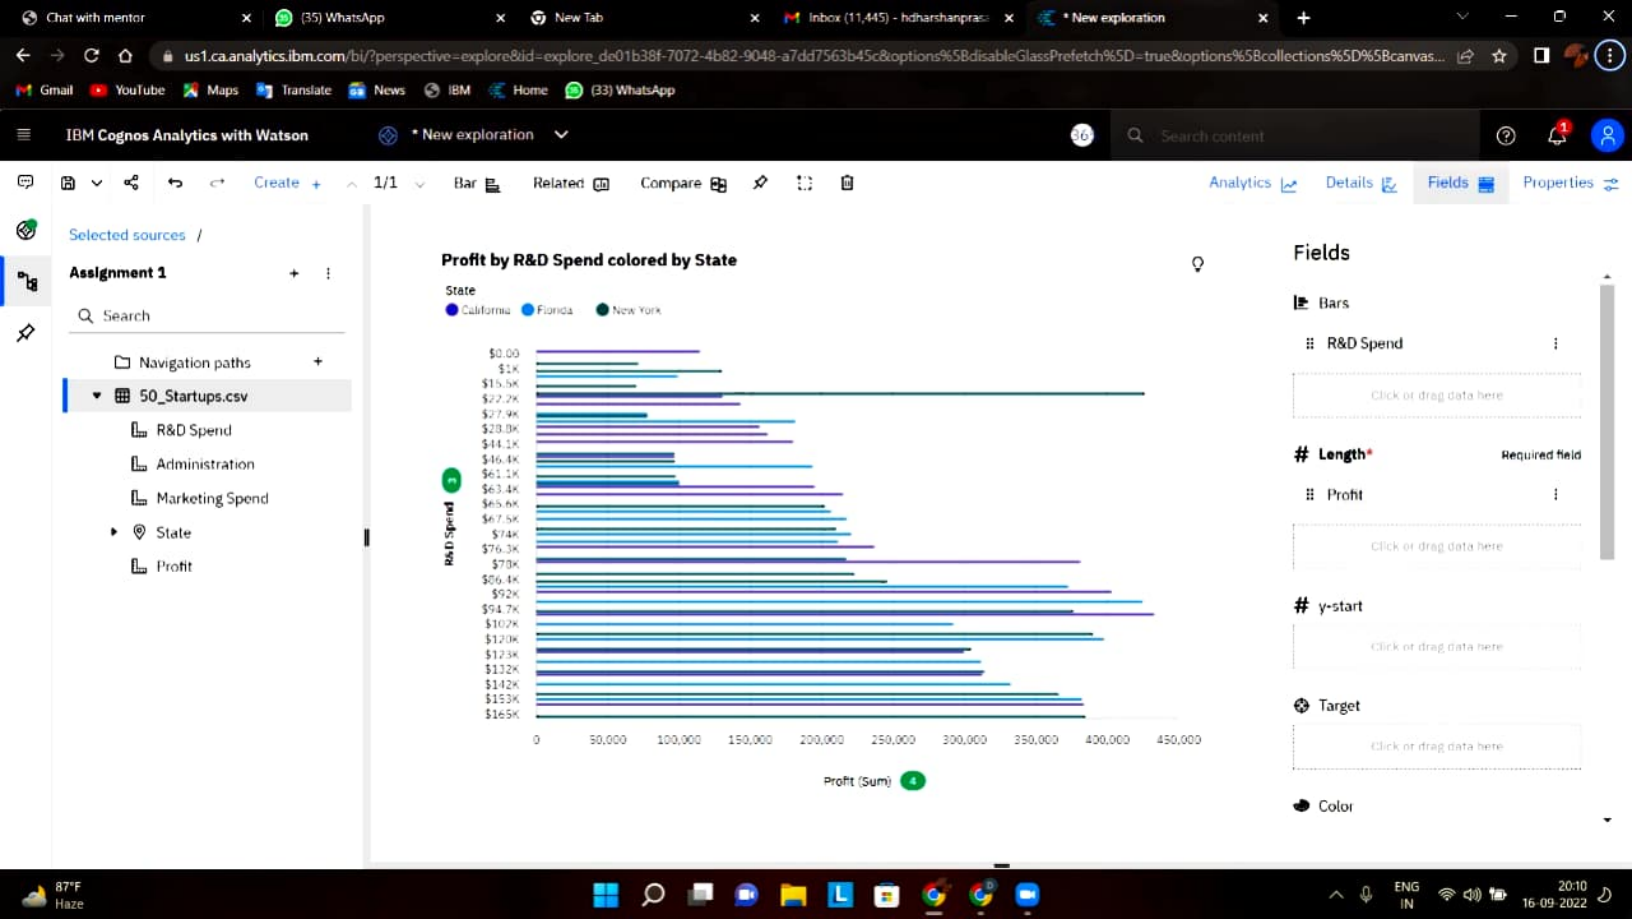 Chat with mentor
(35) WhatsApp
New Tab
Inbox (11,445) - hdharshanpras
* New exploration
us1.ca.analytics.ibm.com/bi/?perspective=explore&id=explore_de01b38f-7072-4b82-9048-a7dd7563b45c&options%5BdisableGlassPrefetch%5D=true&options%5Bcollections%5D%5Bcanvas...
Gmail
YouTube
Maps
Translate
News
IBM
Home
(33) WhatsApp
IBM Cognos Analytics with Watson
* New exploration
36
Search content
1
Create +
1/1
Bar
Related
Compare
Analytics
Details
Fields
Properties
Selected sources /
Assignment 1
Search
Navigation paths
50_Startups.csv
R&D Spend
Administration
Marketing Spend
State
Profit
Profit by R&D Spend colored by State
State
California
Florida
New York
$0.00
$1K
$15.5K
$22.2K
$27.9K
$28.8K
$44.1K
$46.4K
$61.1K
$63.4K
$65.6K
$67.5K
$74K
$76.3K
$78K
$86.4K
$92K
$94.7K
$102K
$120K
$123K
$132K
$142K
$153K
$165K
3
R&D Spend
0
50,000
100,000
150,000
200,000
250,000
300,000
350,000
400,000
450,000
Profit (Sum)
4
Fields
Bars
R&D Spend
Click or drag data here
# Length*
Required field
Profit
Click or drag data here
# y-start
Click or drag data here
Target
Click or drag data here
Color
87°F
Haze
ENG
IN
20:10
16-09-2022